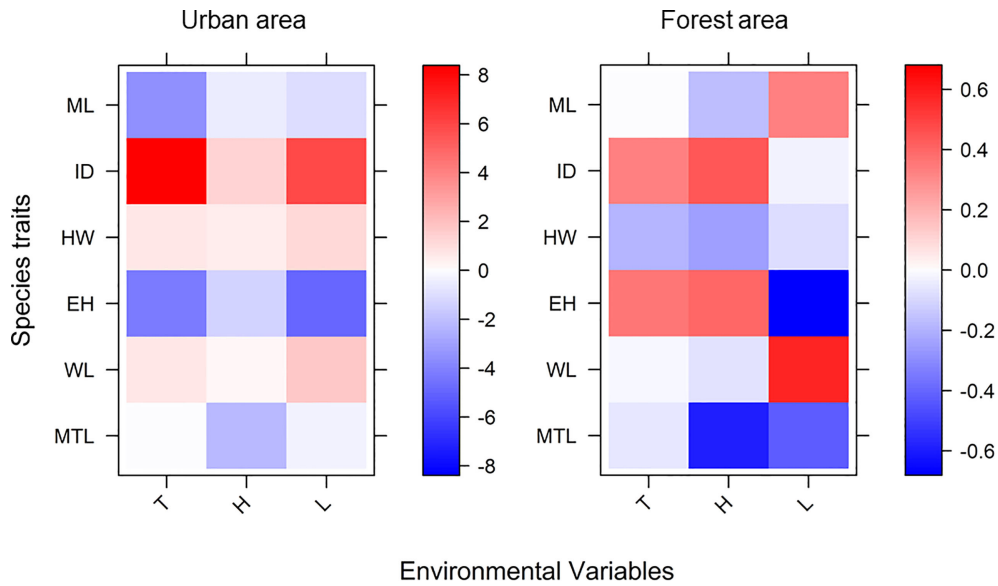 Urban area
Forest area
Species traits
ML
ID
HW
EH
WL
MTL
T
H
L
8
6
4
2
0
-2
-4
-6
-8
ML
ID
HW
EH
WL
MTL
T
H
L
0.6
0.4
0.2
0.0
-0.2
-0.4
-0.6
Environmental Variables